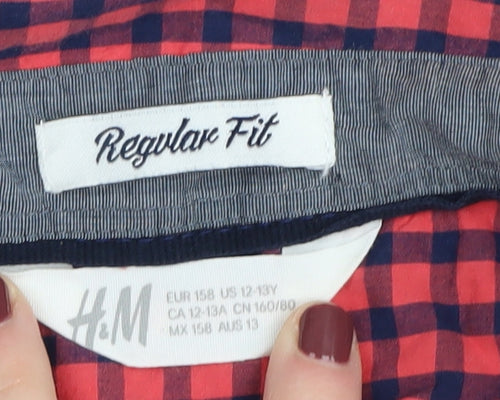 Regular Fit
H&M
EUR 158 US 12-13Y
CA 12-13A CN 160/80
MX 158 AUS 13